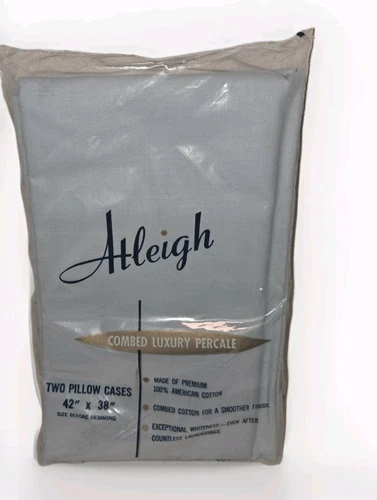 Atleigh
COMBED LUXURY PERCALE
TWO PILLOW CASES
42" x 38"
SIZE BEFORE HEMMING
MADE OF PREMIUM
100% AMERICAN COTTON
COMBED COTTON FOR A SMOOTHER FINISH.
EXCEPTIONAL WHITENESS—EVEN AFTER
COUNTLESS LAUNDERINGS.